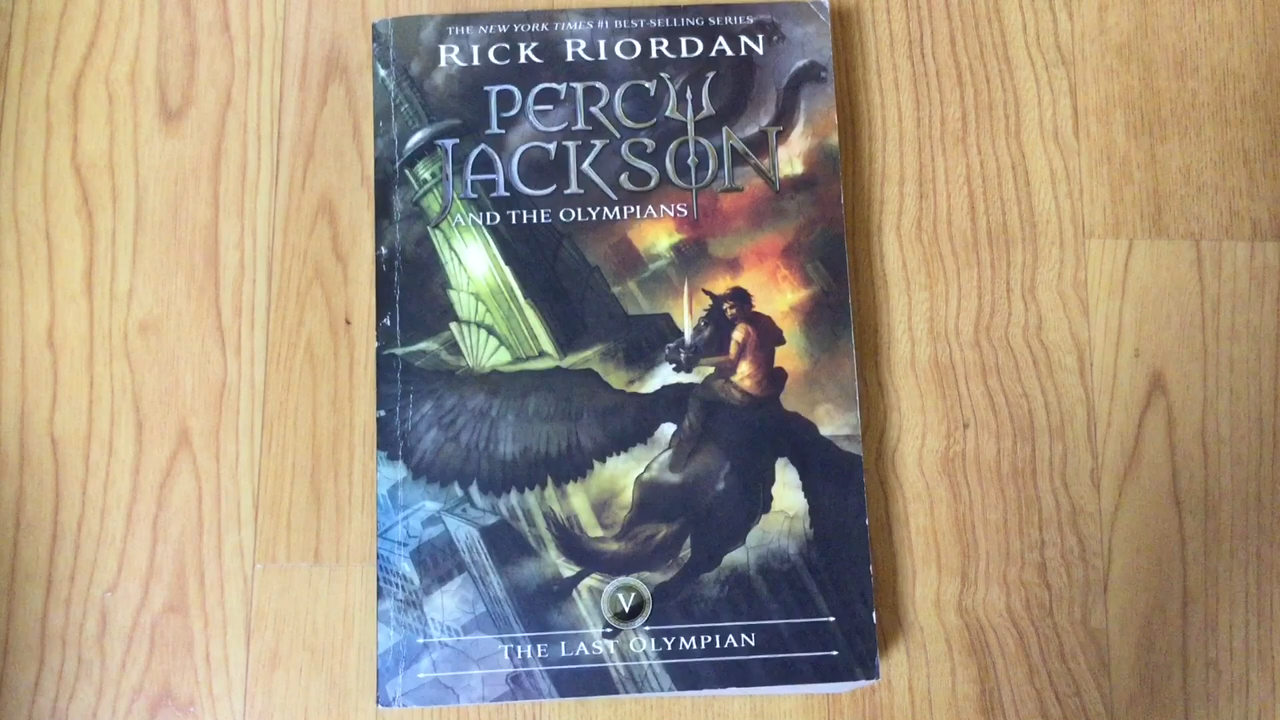 THE NEW YORK TIMES #1 BEST-SELLING SERIES
RICK RIORDAN
PERCY
JACKSON
AND THE OLYMPIANS
V
THE LAST OLYMPIAN